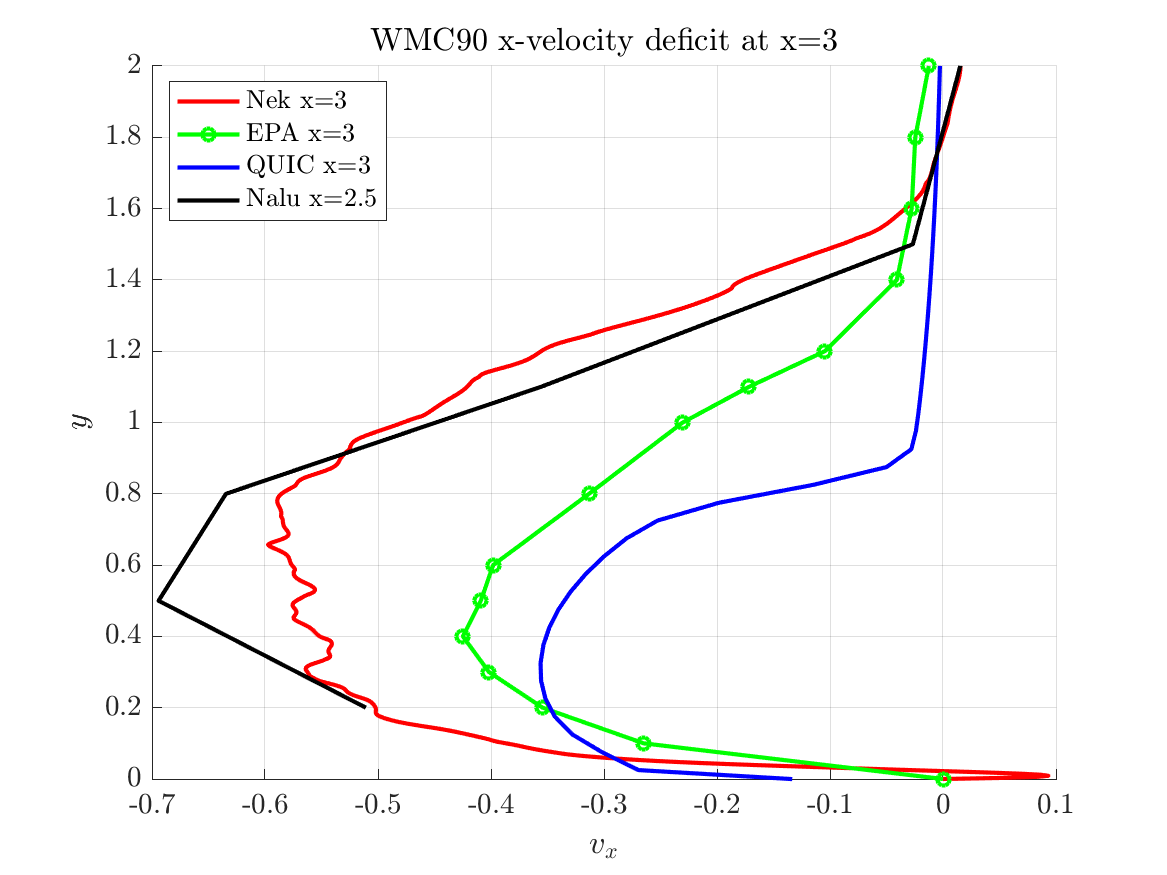 WMC90 x-velocity deficit at x=3
Nek x=3
EPA x=3
QUIC x=3
Nalu x=2.5
2
1.8
1.6
1.4
1.2
1
0.8
0.6
0.4
0.2
0
y
-0.7 -0.6 -0.5 -0.4 -0.3 -0.2 -0.1 0 0.1
v_x